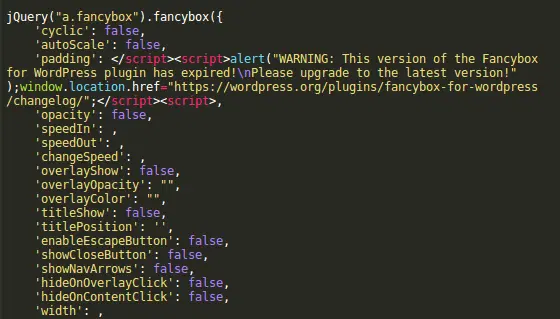 jQuery("a.fancybox").fancybox({
    'cyclic': false,
    'autoScale': false,
    'padding': </script><script>alert("WARNING: This version of the Fancybox
for WordPress plugin has expired!\nPlease upgrade to the latest version!"
);window.location.href="https://wordpress.org/plugins/fancybox-for-wordpress
/changelog/";</script><script>,
    'opacity': false,
    'speedIn': ,
    'speedOut': ,
    'changeSpeed': ,
    'overlayShow': false,
    'overlayOpacity': "",
    'overlayColor': "",
    'titleShow': false,
    'titlePosition': '',
    'enableEscapeButton': false,
    'showCloseButton': false,
    'showNavArrows': false,
    'hideOnOverlayClick': false,
    'hideOnContentClick': false,
    'width': ,